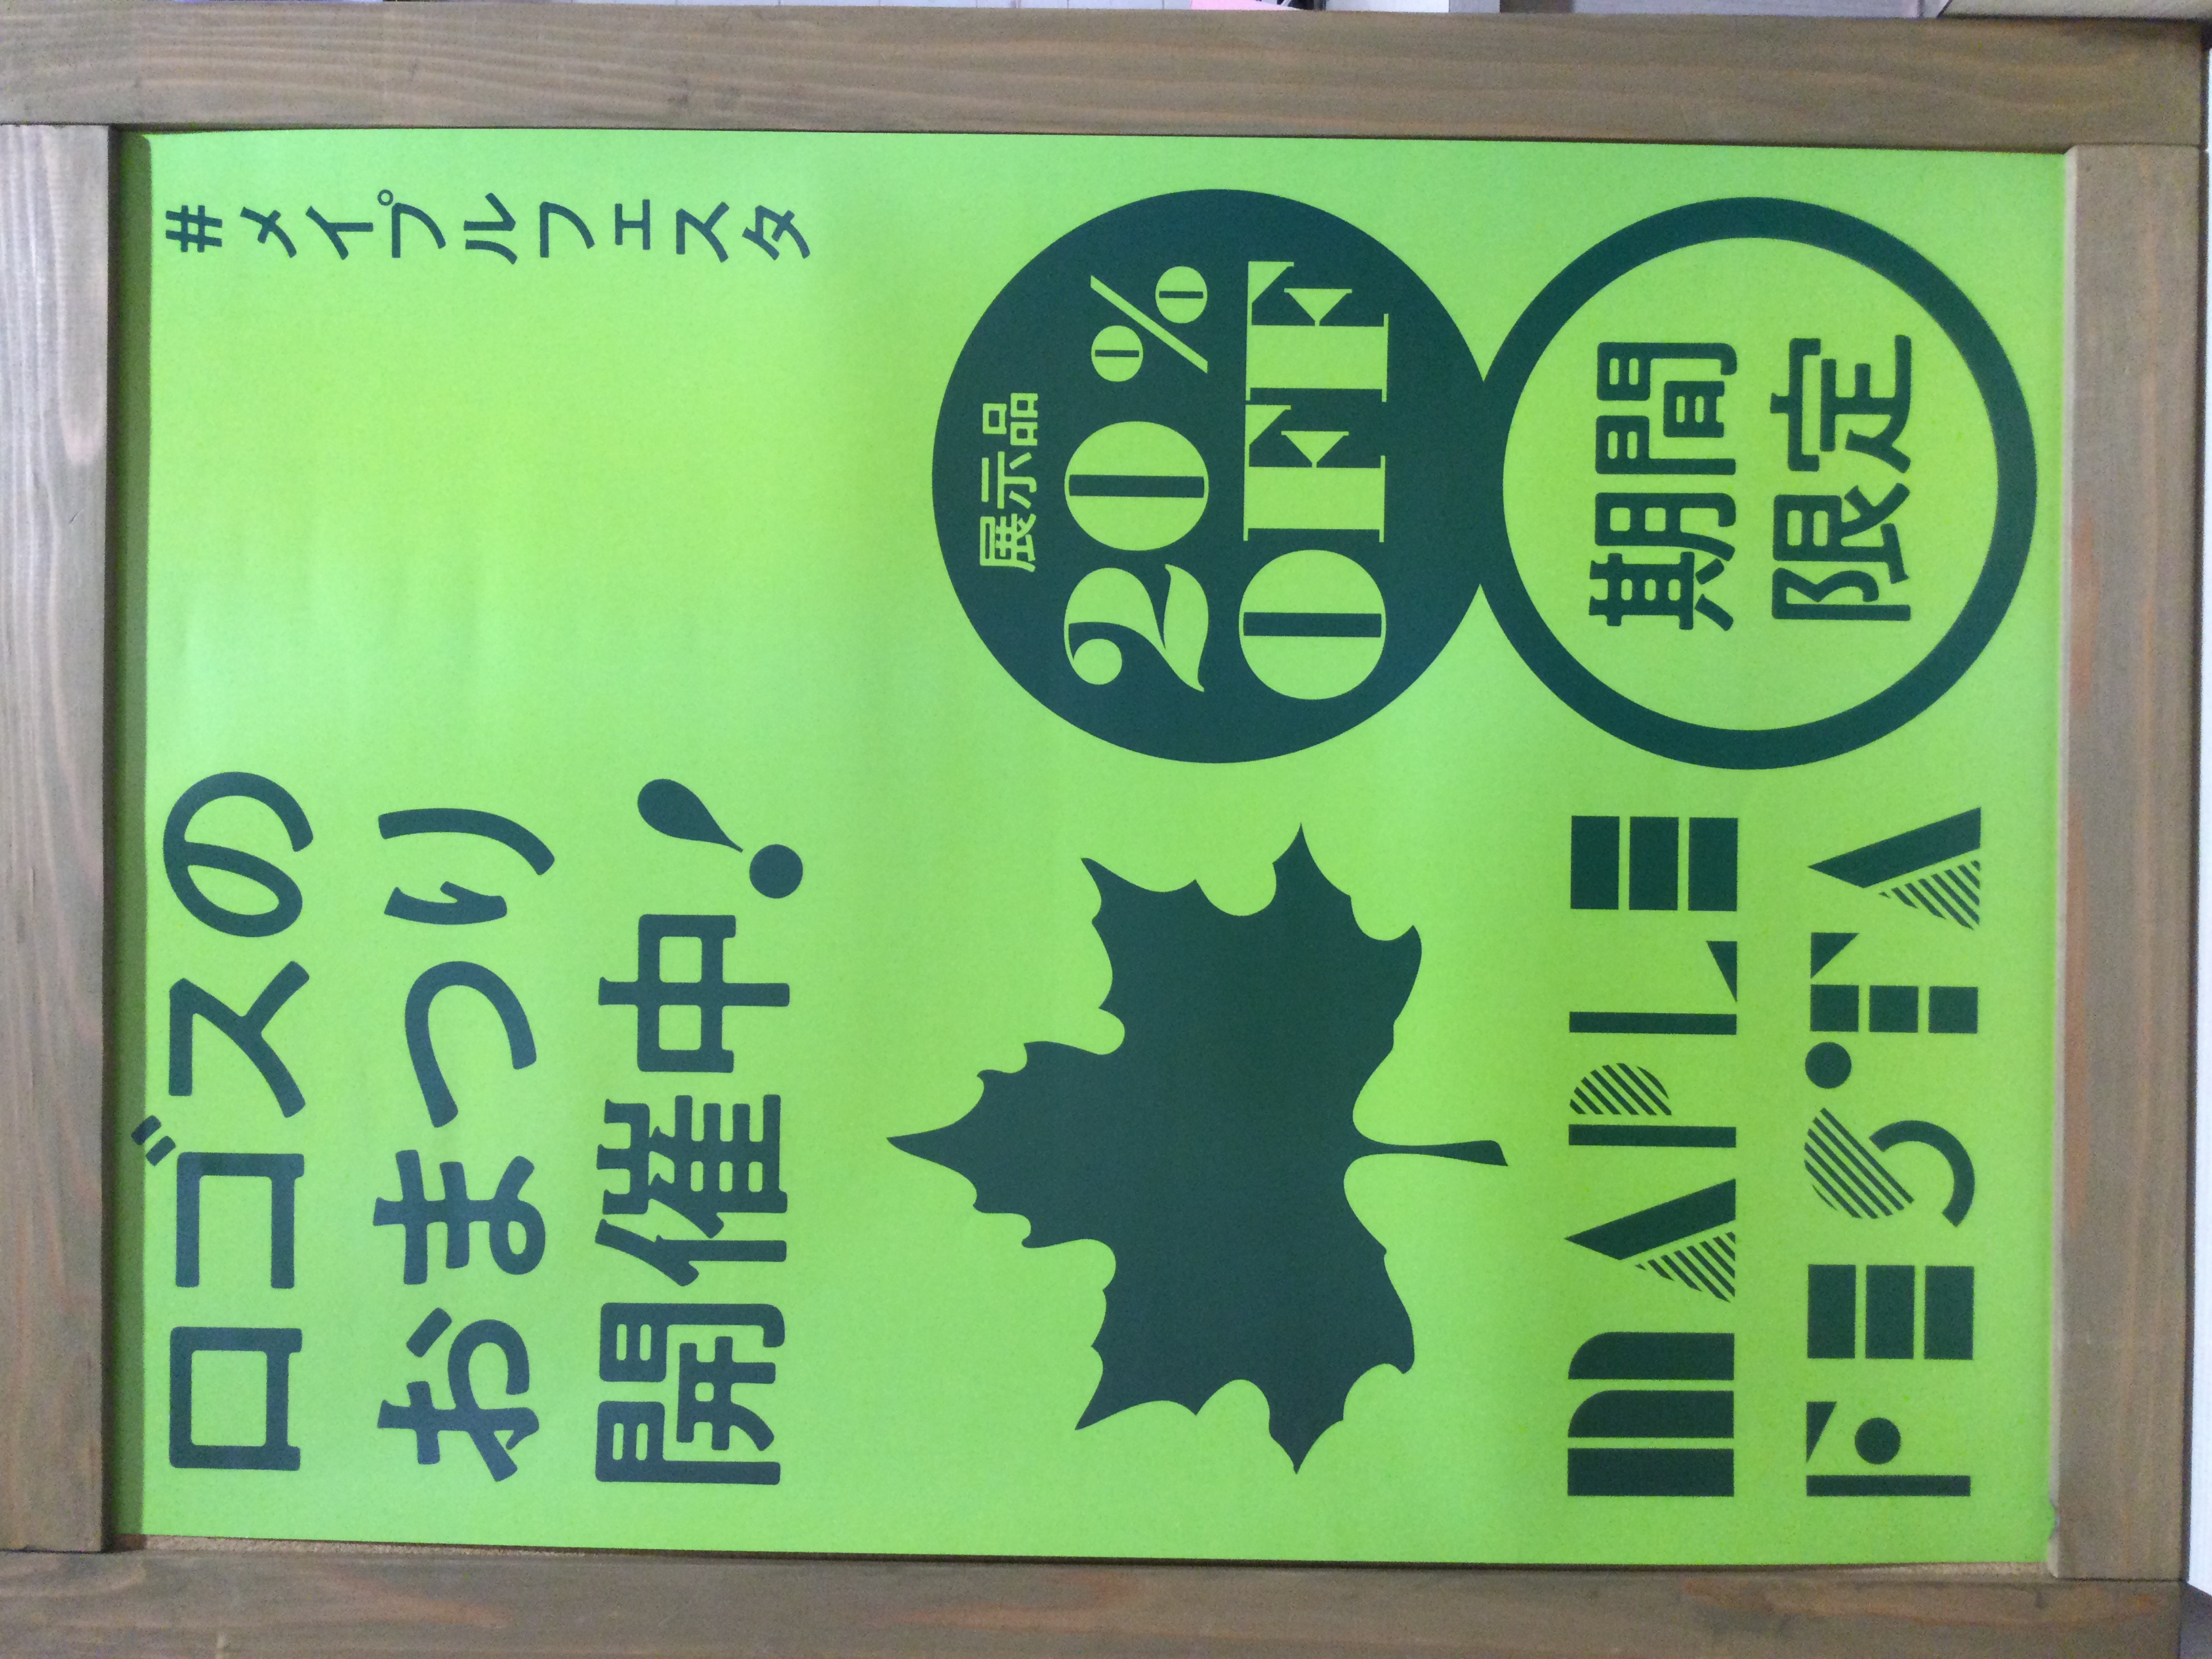 ロゴスの
おまつり
開催中!
#メイプルフェスタ
展示品
20%
OFF
期間
限定
MAPLE
FESTA